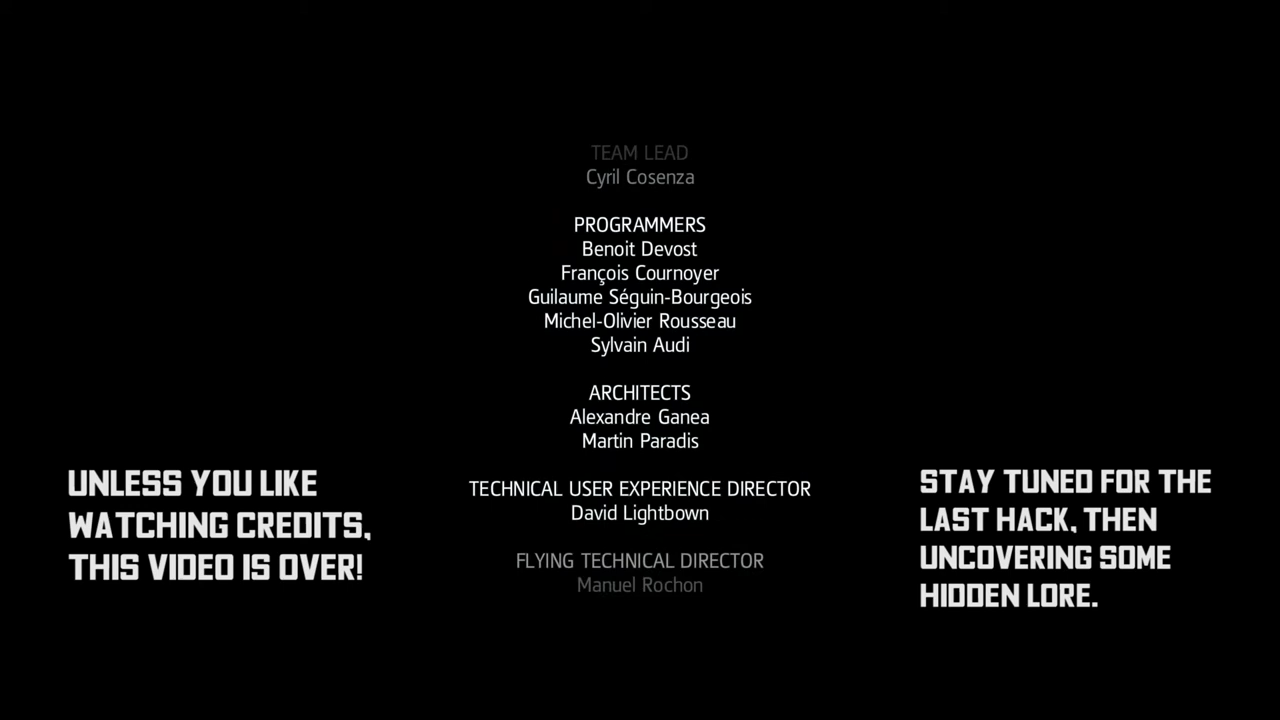 TEAM LEAD
Cyril Cosenza
PROGRAMMERS
Benoit Devost
François Cournoyer
Guilaume Séguin-Bourgeois
Michel-Olivier Rousseau
Sylvain Audi
ARCHITECTS
Alexandre Ganea
Martin Paradis
TECHNICAL USER EXPERIENCE DIRECTOR
David Lightbown
FLYING TECHNICAL DIRECTOR
Manuel Rochon
UNLESS YOU LIKE
WATCHING CREDITS,
THIS VIDEO IS OVER!
STAY TUNED FOR THE
LAST HACK, THEN
UNCOVERING SOME
HIDDEN LORE.